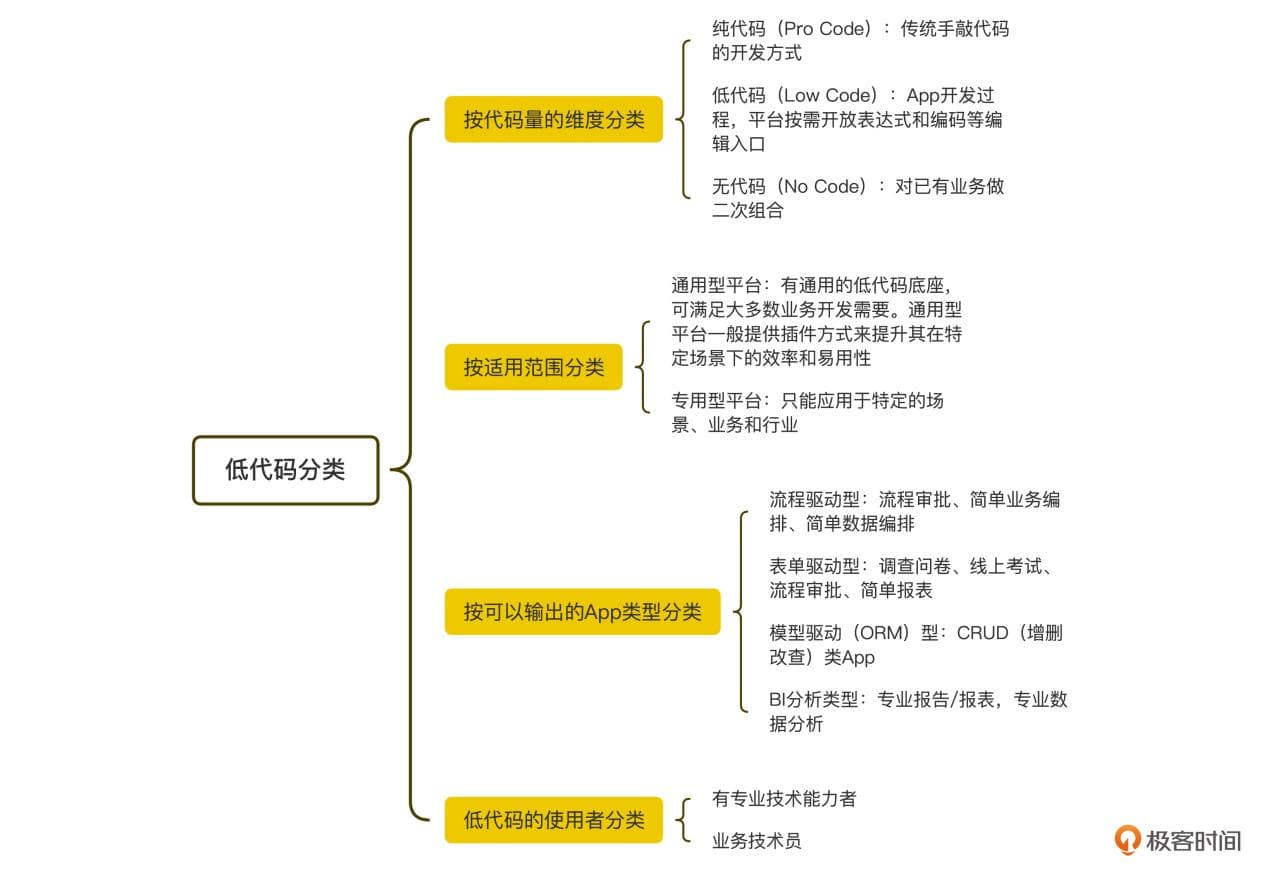 纯代码（Pro Code）：传统手敲代码
的开发方式
按代码量的维度分类
低代码（Low Code）：App开发过
程，平台按需开放表达式和编码等编
辑入口
无代码（No Code）：对已有业务做
二次组合
通用型平台：有通用的低代码底座，
可满足大多数业务开发需要。通用型
平台一般提供插件方式来提升其在特
定场景下的效率和易用性
按适用范围分类
专用型平台：只能应用于特定的场
景、业务和行业
低代码分类
流程驱动型：流程审批、简单业务编
排、简单数据编排
表单驱动型：调查问卷、线上考试、
流程审批、简单报表
按可以输出的App类型分类
模型驱动（ORM）型：CRUD（增删
改查）类App
BI分析类型：专业报告/报表，专业数
据分析
低代码的使用者分类
有专业技术能力者
业务技术员
极客时间